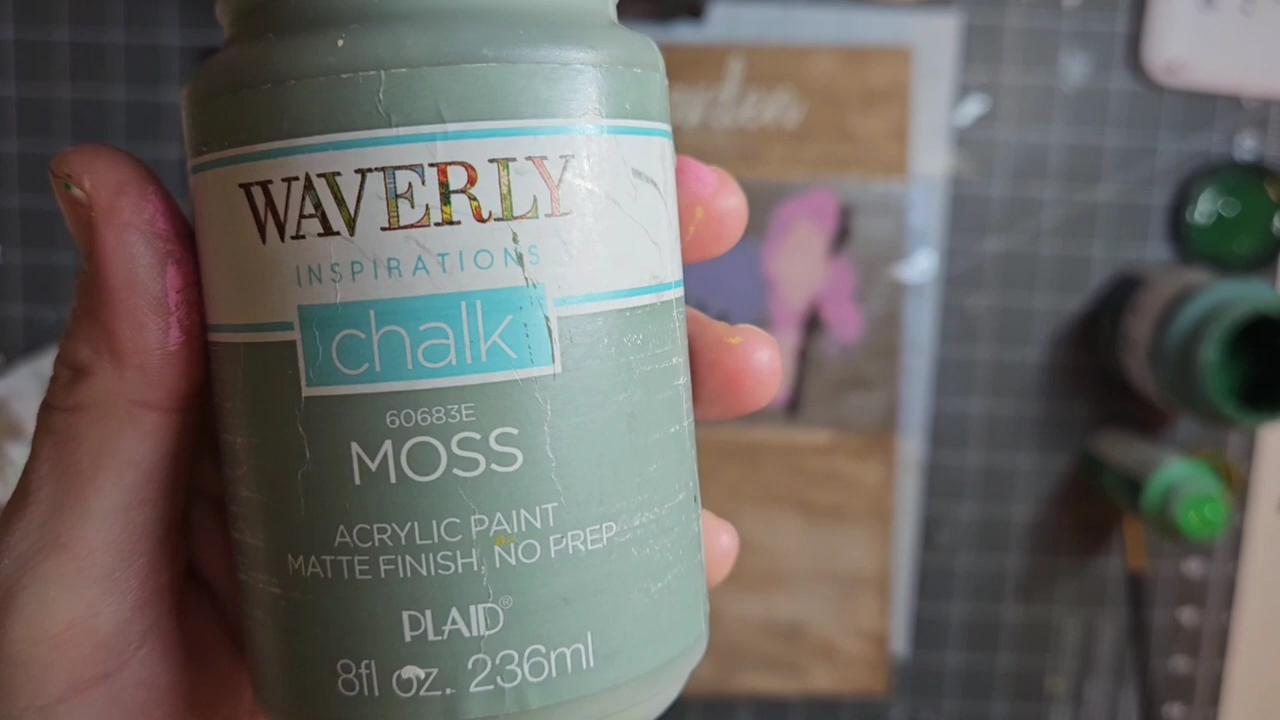 WAVERLY
INSPIRATIONS
chalk
60683E
MOSS
ACRYLIC PAINT
MATTE FINISH, NO PREP
PLAID®
8fl oz. 236ml